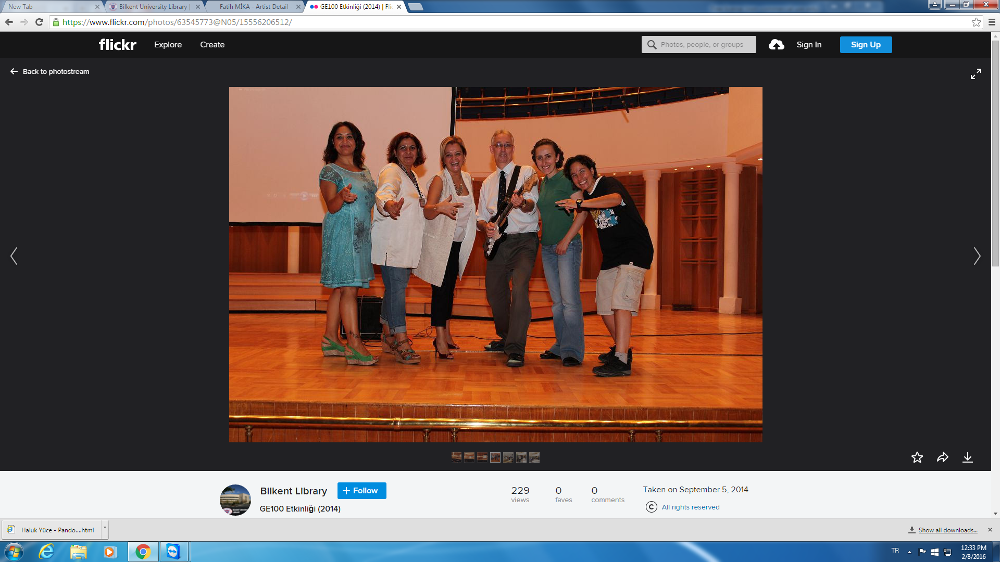 New Tab
Bilkent University Library |
Fatih MİKA - Artist Detail -
GE100 Etkinliği (2014) | Flic
https://www.flickr.com/photos/63545773@N05/15556206512/
flickr
Explore
Create
Photos, people, or groups
Sign In
Sign Up
Back to photostream
Bilkent Library
Follow
GE100 Etkinliği (2014)
229
views
0
faves
0
comments
Taken on September 5, 2014
All rights reserved
Haluk Yüce - Pando....html
Show all downloads...
TR
12:33 PM
2/8/2016